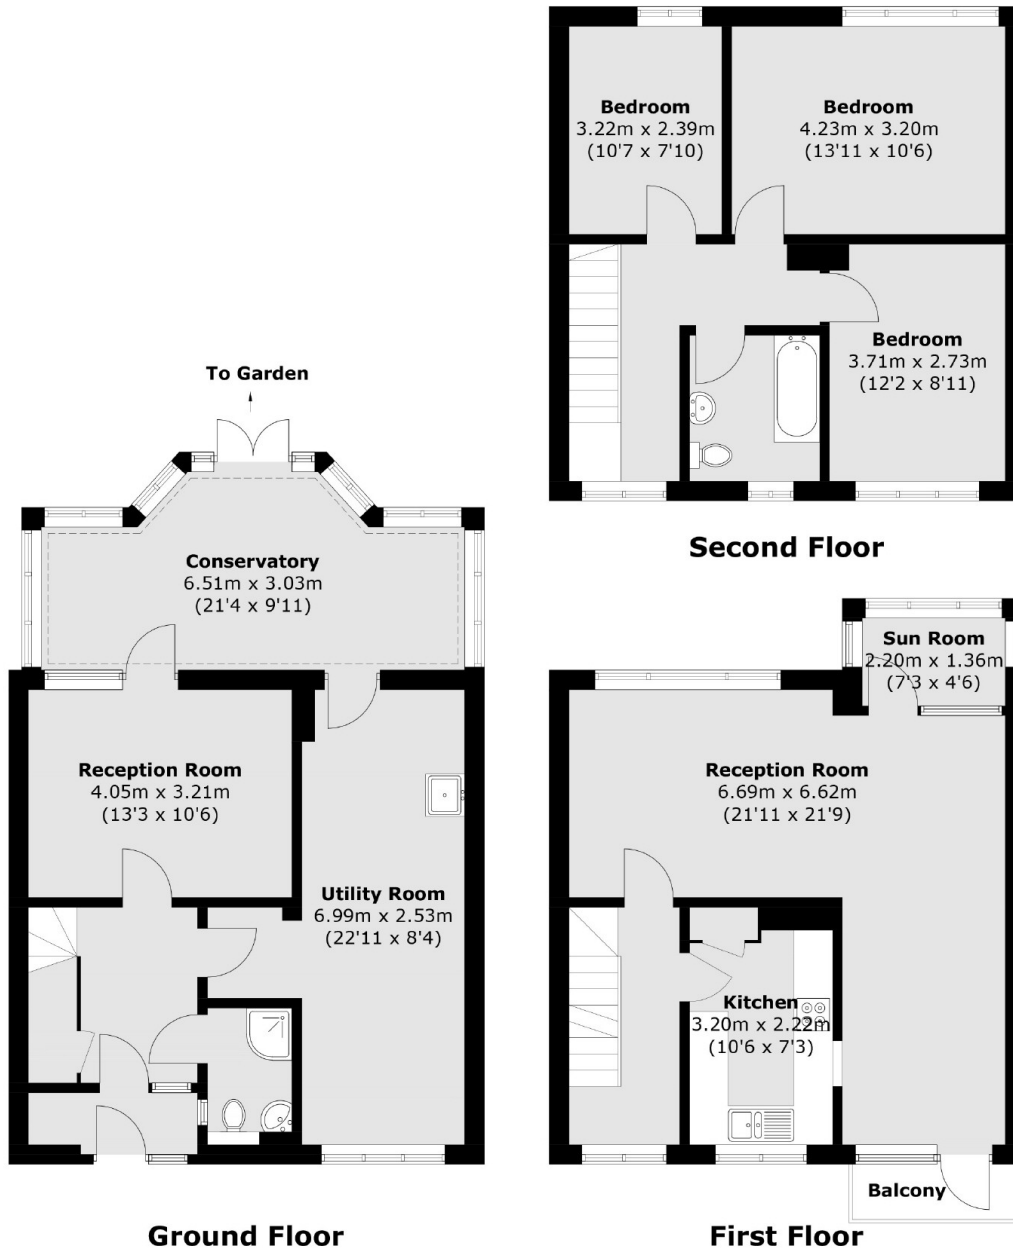 Bedroom
3.22m x 2.39m
(10'7 x 7'10)
Bedroom
4.23m x 3.20m
(13'11 x 10'6)
Bedroom
3.71m x 2.73m
(12'2 x 8'11)
Second Floor
To Garden
Conservatory
6.51m x 3.03m
(21'4 x 9'11)
Reception Room
4.05m x 3.21m
(13'3 x 10'6)
Utility Room
6.99m x 2.53m
(22'11 x 8'4)
Ground Floor
Sun Room
2.20m x 1.36m
(7'3 x 4'6)
Reception Room
6.69m x 6.62m
(21'11 x 21'9)
Kitchen
3.20m x 2.22m
(10'6 x 7'3)
Balcony
First Floor